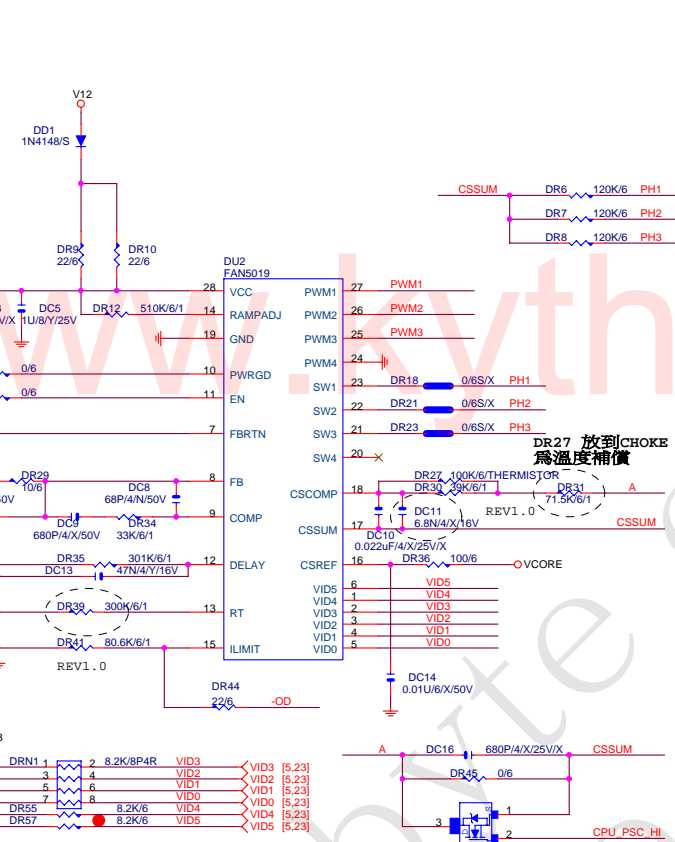 V12
DD1
1N4148/S
CSSUM DR6 120K/6 PH1
DR7 120K/6 PH2
DR8 120K/6 PH3
DR9 DR10
22/6 22/6
DU2
FAN5019
DC5
1U/8/Y/25V
DR12 510K/6/1
28 VCC PWM1 27 PWM1
14 RAMPADJ PWM2 26 PWM2
19 GND PWM3 25 PWM3
PWM4 24
0/6 10 PWRGD SW1 23 DR18 0/6S/X PH1
0/6 11 EN SW2 22 DR21 0/6S/X PH2
7 FBRTN SW3 21 DR23 0/6S/X PH3
SW4 20
DR27 放到CHOKE
爲溫度補償
DR29
10/6
8 FB
DC8
68P/4/N/50V
DR27 100K/6/THERMISTOR
CSCOMP 18 DR30 39K/6/1 DR31 A
71.5K/6/1
REV1.0
DC9 DR34 9 COMP
680P/4/X/50V 33K/6/1
DC11
6.8N/4/X/16V
CSSUM 17 CSSUM
DC10
0.022uF/4/X/25V/X
DR35 301K/6/1
DC13 47N/4/Y/16V
12 DELAY CSREF 16 DR36 100/6 VCORE
VID5 6 VID5
VID4 1 VID4
DR39 300K/6/1 13 RT VID3 2 VID3
VID2 3 VID2
VID1 4 VID1
DR41 80.6K/6/1 15 ILIMIT VID0 5 VID0
REV1.0
DC14
0.01U/6/X/50V
DR44
22/6 -OD
DRN1 1 2 8.2K/8P4R VID3 VID3 [5,23]
3 4 VID2 VID2 [5,23]
5 6 VID1 VID1 [5,23]
7 8 VID0 VID0 [5,23]
DR55 8.2K/6 VID4 VID4 [5,23]
DR57 8.2K/6 VID5 VID5 [5,23]
A DC16 680P/4/X/25V/X CSSUM
DR45 0/6
1
3
2 CPU_PSC_HI
ww.kyth
byte